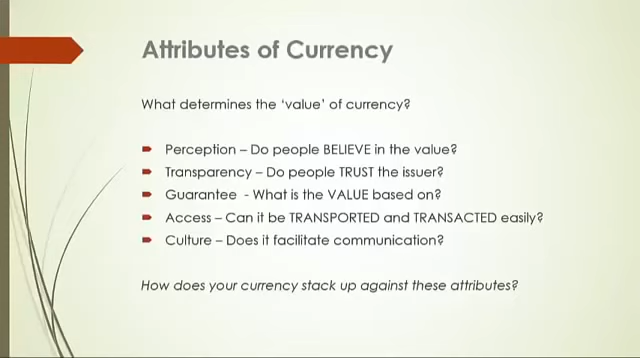 Attributes of Currency
What determines the 'value' of currency?
Perception – Do people BELIEVE in the value?
Transparency – Do people TRUST the issuer?
Guarantee - What is the VALUE based on?
Access – Can it be TRANSPORTED and TRANSACTED easily?
Culture – Does it facilitate communication?
How does your currency stack up against these attributes?